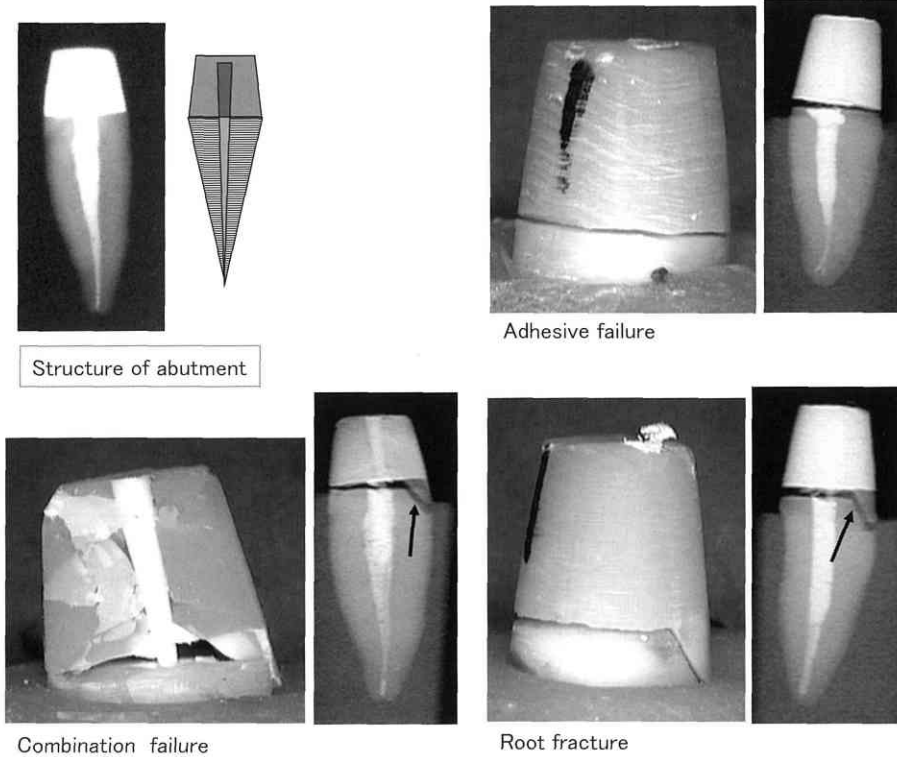 Adhesive failure
Structure of abutment
Combination failure
Root fracture